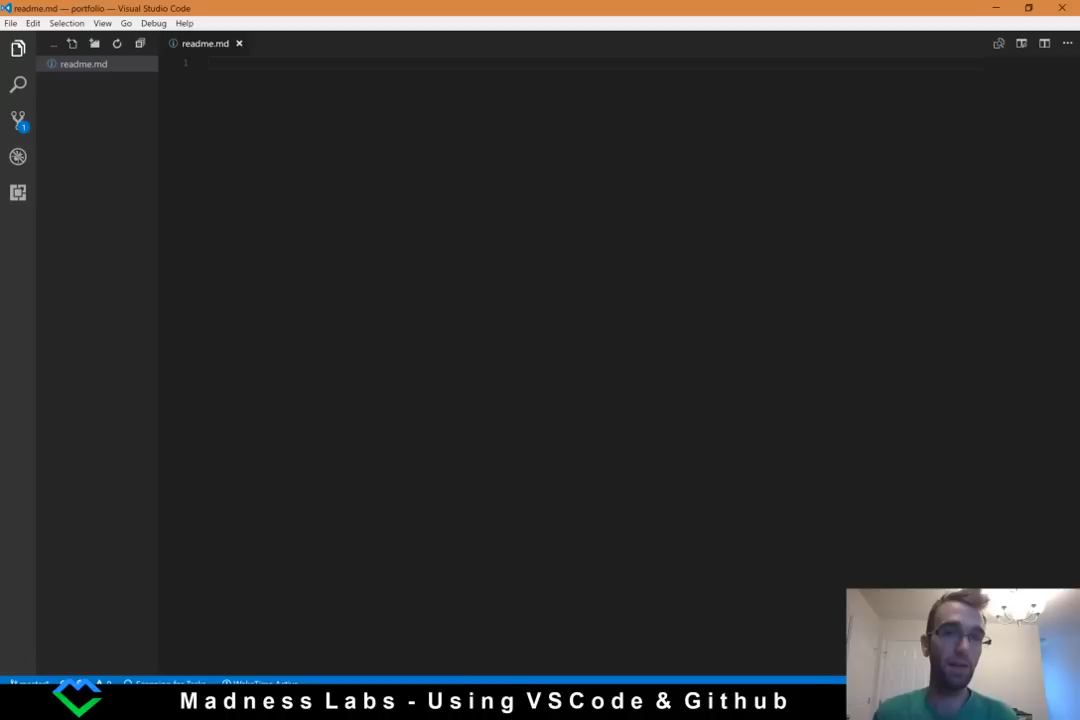 readme.md — portfolio — Visual Studio Code
File Edit Selection View Go Debug Help
... readme.md ×
readme.md 1
1
Madness Labs - Using VSCode & Github